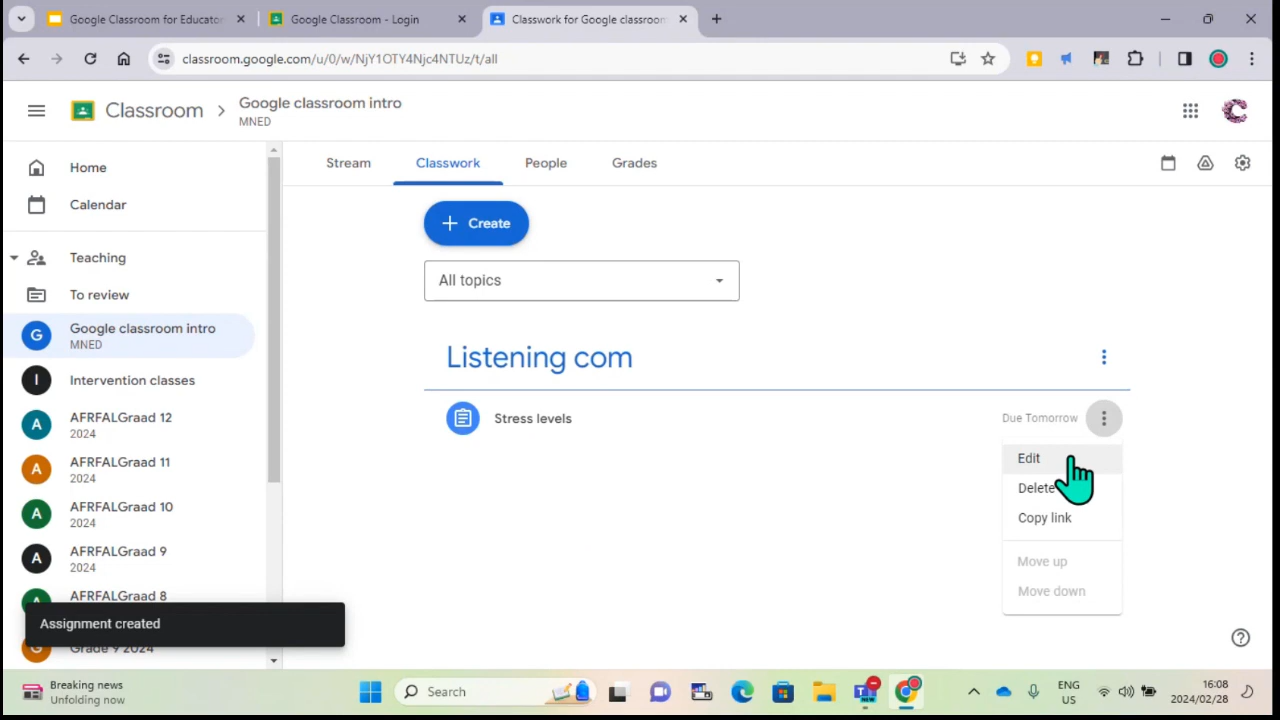 Google Classroom for Educator
Google Classroom - Login
Classwork for Google classroom
classroom.google.com/u/0/w/NjY1OTY4Njc4NTUz/t/all
Classroom
Google classroom intro
MNED
Home
Calendar
Teaching
To review
G
Google classroom intro
MNED
I
Intervention classes
A
AFRFALGraad 12
2024
A
AFRFALGraad 11
2024
A
AFRFALGraad 10
2024
A
AFRFALGraad 9
2024
A
AFRFALGraad 8
Assignment created
G
Grade 9 2024
Stream
Classwork
People
Grades
Create
All topics
Listening com
Stress levels
Due Tomorrow
Edit
Delete
Copy link
Move up
Move down
Breaking news
Unfolding now
Search
NEW
ENG
US
16:08
2024/02/28